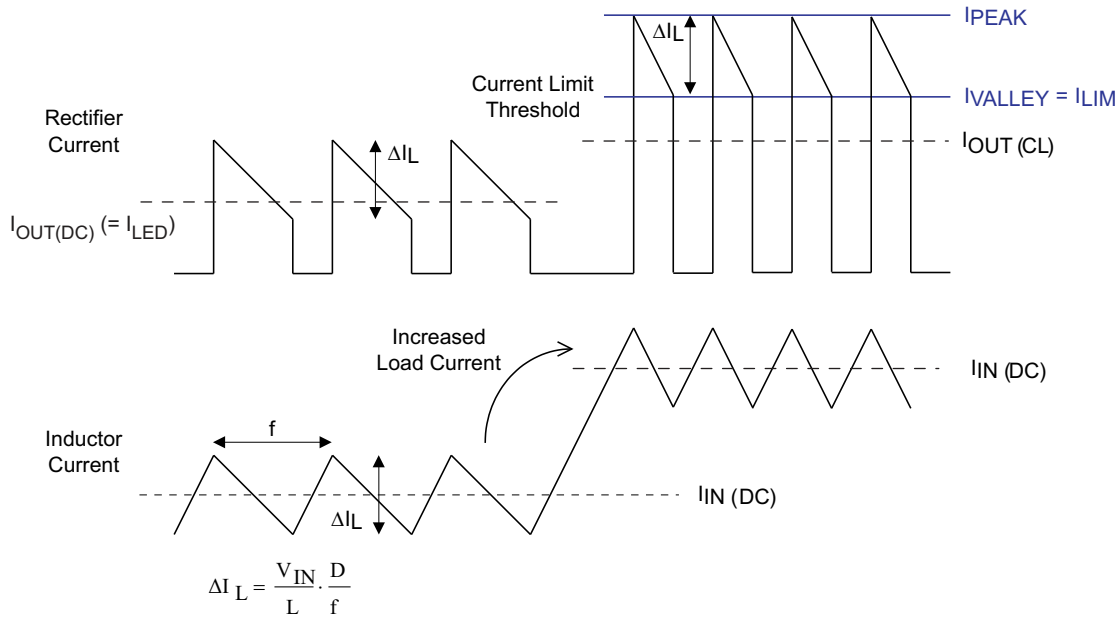 IPEAK
ΔIL
Current Limit
Threshold
IVALLEY = ILIM
Rectifier
Current
ΔIL
IOUT (CL)
IOUT(DC) (= ILED)
Increased
Load Current
IIN (DC)
f
Inductor
Current
IIN (DC)
ΔIL
ΔI L = VIN/L · D/f